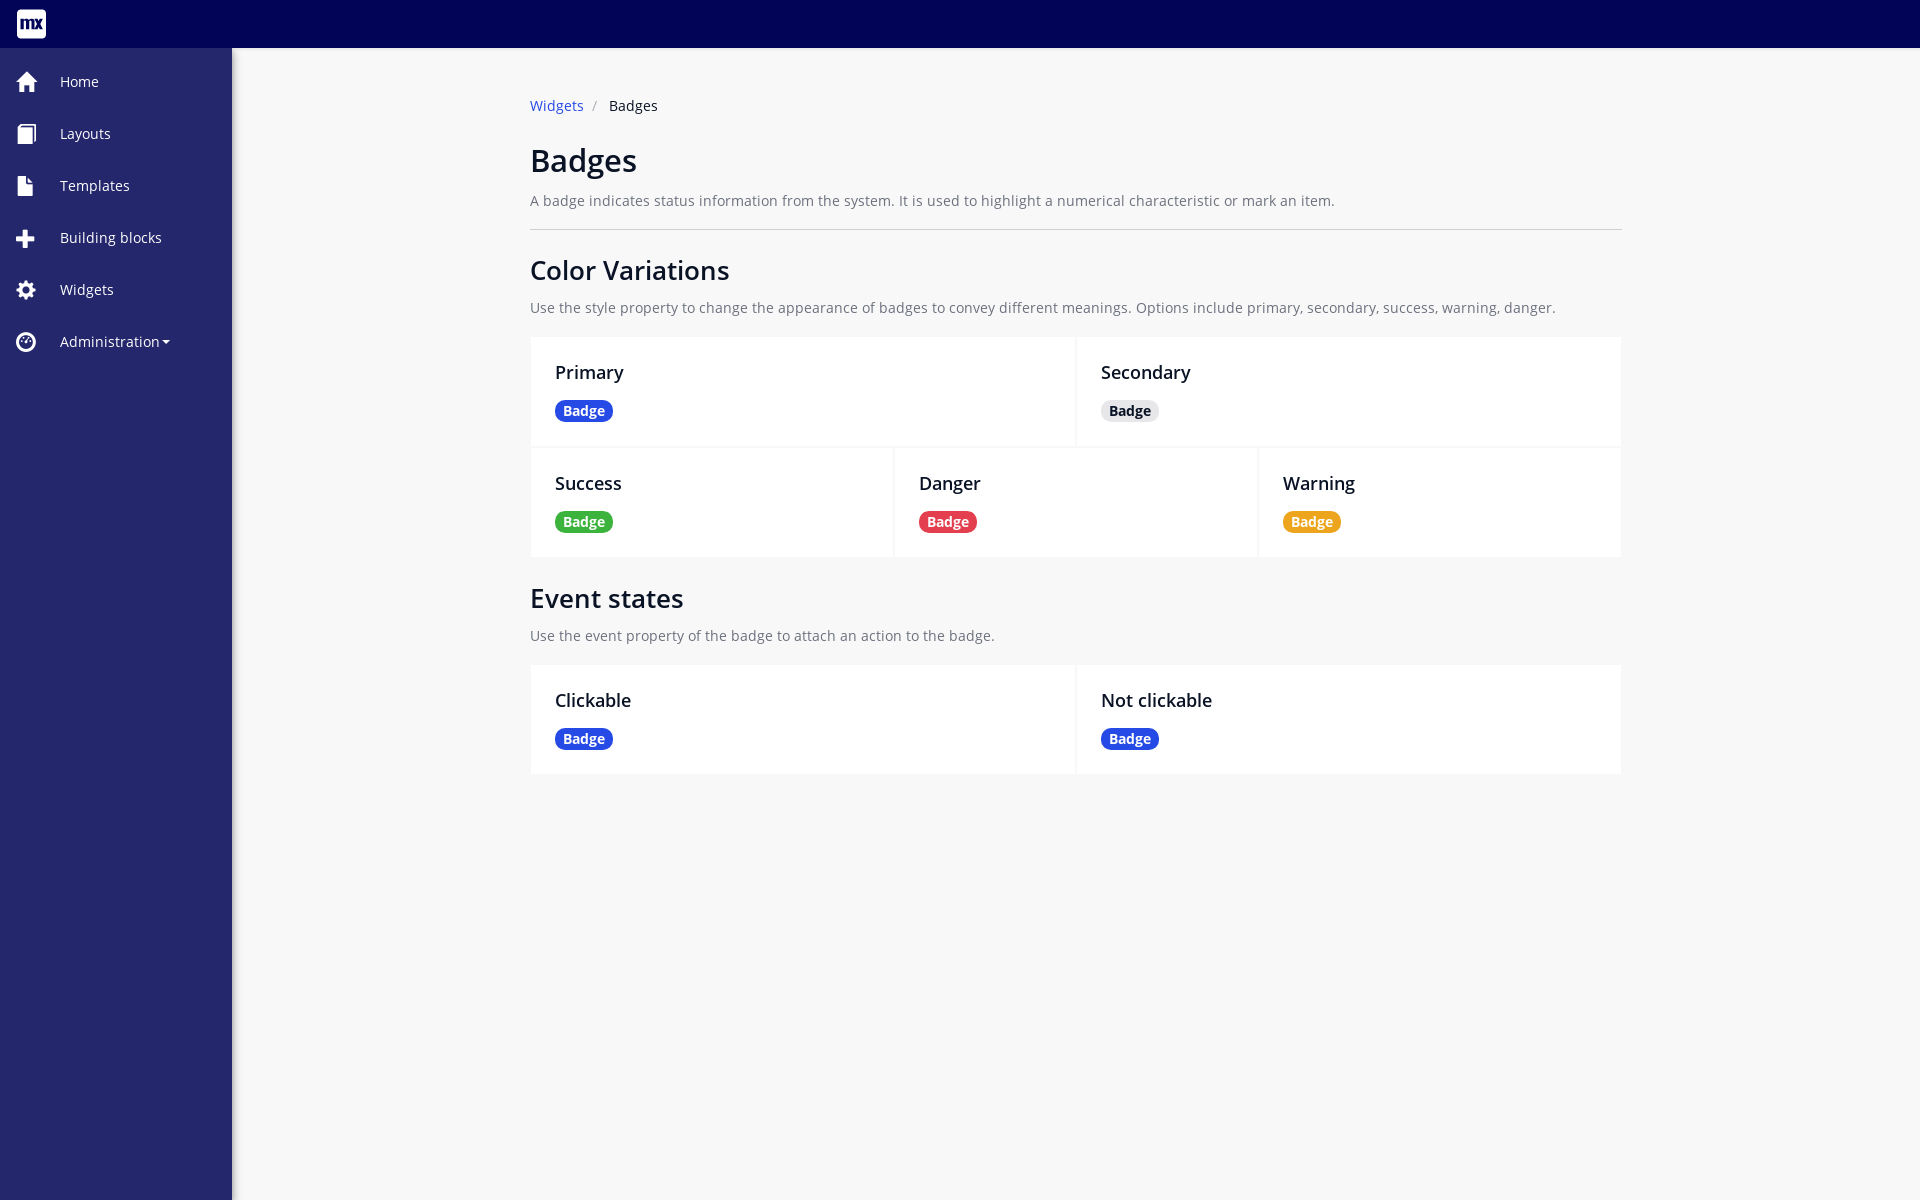 mx
Home
Layouts
Templates
Building blocks
Widgets
Administration
Widgets / Badges
Badges
A badge indicates status information from the system. It is used to highlight a numerical characteristic or mark an item.
Color Variations
Use the style property to change the appearance of badges to convey different meanings. Options include primary, secondary, success, warning, danger.
Primary
Badge
Secondary
Badge
Success
Badge
Danger
Badge
Warning
Badge
Event states
Use the event property of the badge to attach an action to the badge.
Clickable
Badge
Not clickable
Badge